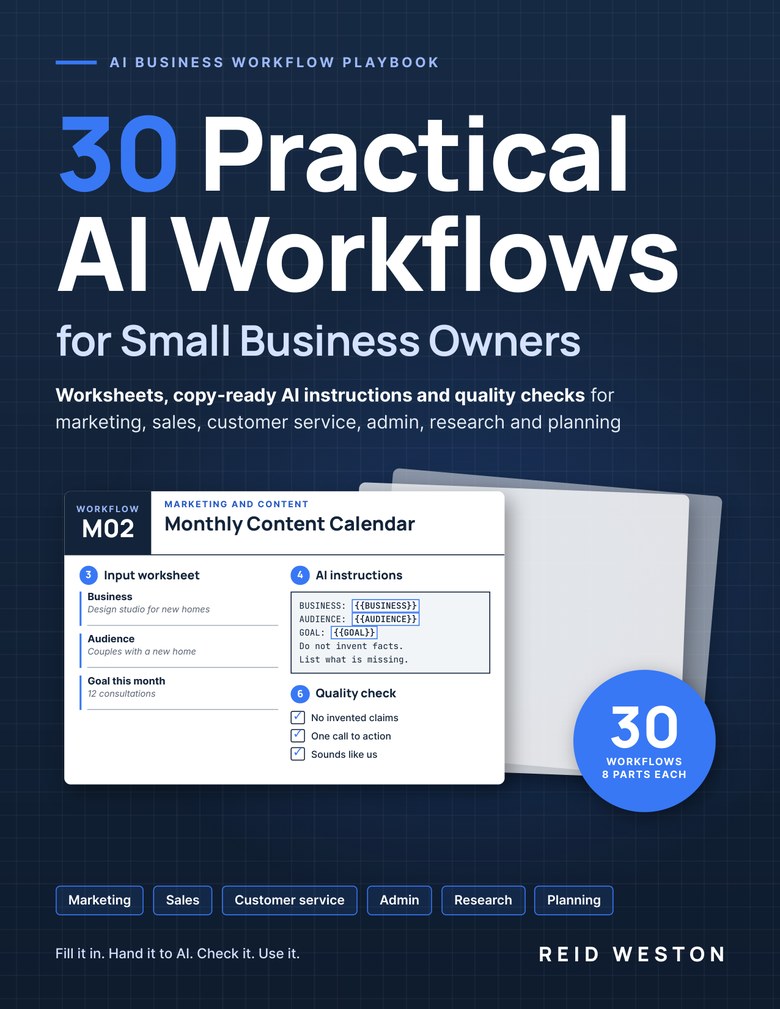 AI BUSINESS WORKFLOW PLAYBOOK
30 Practical
AI Workflows
for Small Business Owners
Worksheets, copy-ready AI instructions and quality checks for
marketing, sales, customer service, admin, research and planning
WORKFLOW
M02
MARKETING AND CONTENT
Monthly Content Calendar
3 Input worksheet
Business
Design studio for new homes
Audience
Couples with a new home
Goal this month
12 consultations
4 AI instructions
BUSINESS: {{BUSINESS}}
AUDIENCE: {{AUDIENCE}}
GOAL: {{GOAL}}
Do not invent facts.
List what is missing.
6 Quality check
No invented claims
One call to action
Sounds like us
30
WORKFLOWS
8 PARTS EACH
Marketing Sales Customer service Admin Research Planning
Fill it in. Hand it to AI. Check it. Use it.
REID WESTON